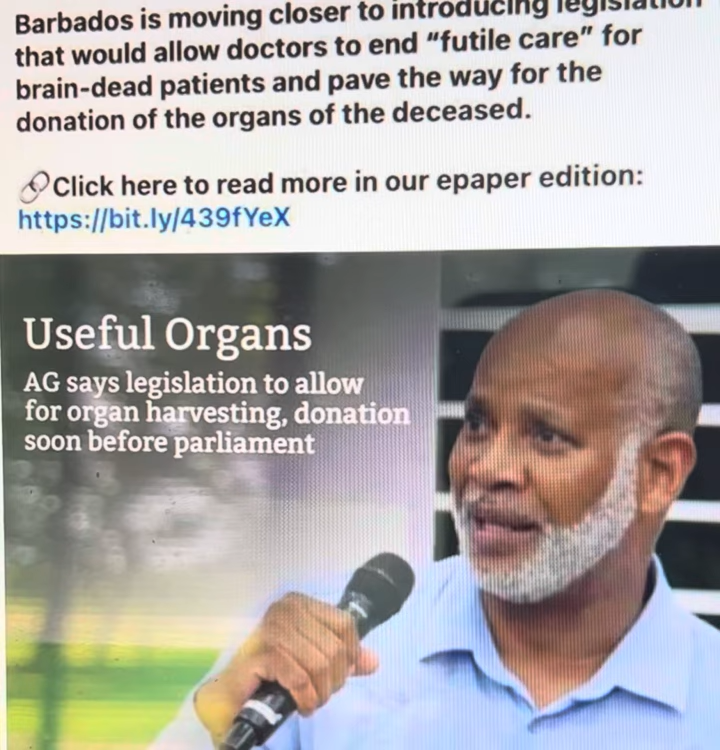 Barbados is moving closer to introducing legislation
that would allow doctors to end “futile care” for
brain-dead patients and pave the way for the
donation of the organs of the deceased.
🔗Click here to read more in our epaper edition:
https://bit.ly/439fYeX
Useful Organs
AG says legislation to allow
for organ harvesting, donation
soon before parliament